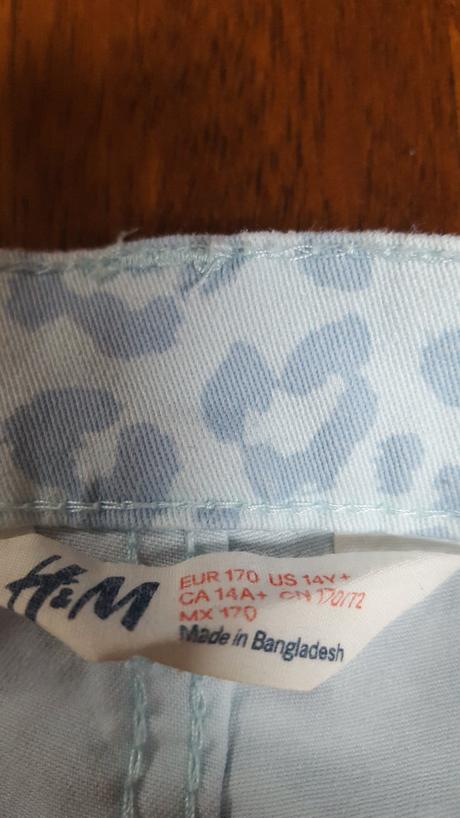 H&M
EUR 170 US 14Y+
CA 14A+ CN 170/72
MX 170
Made in Bangladesh